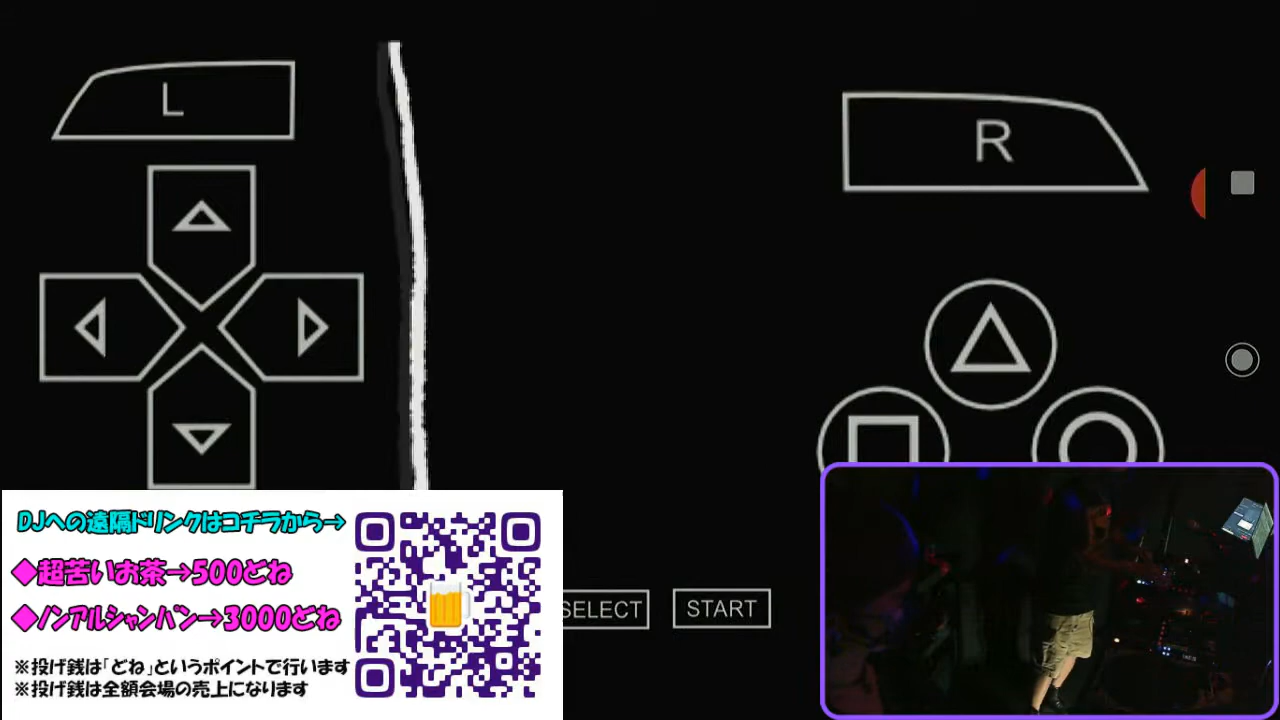 L
R
SELECT
START
DJへの遠隔ドリンクはコチラから→
◆超苦いお茶→500どね
◆ノンアルシャンパン→3000どね
※投げ銭は「どね」というポイントで行います
※投げ銭は全額会場の売上になります